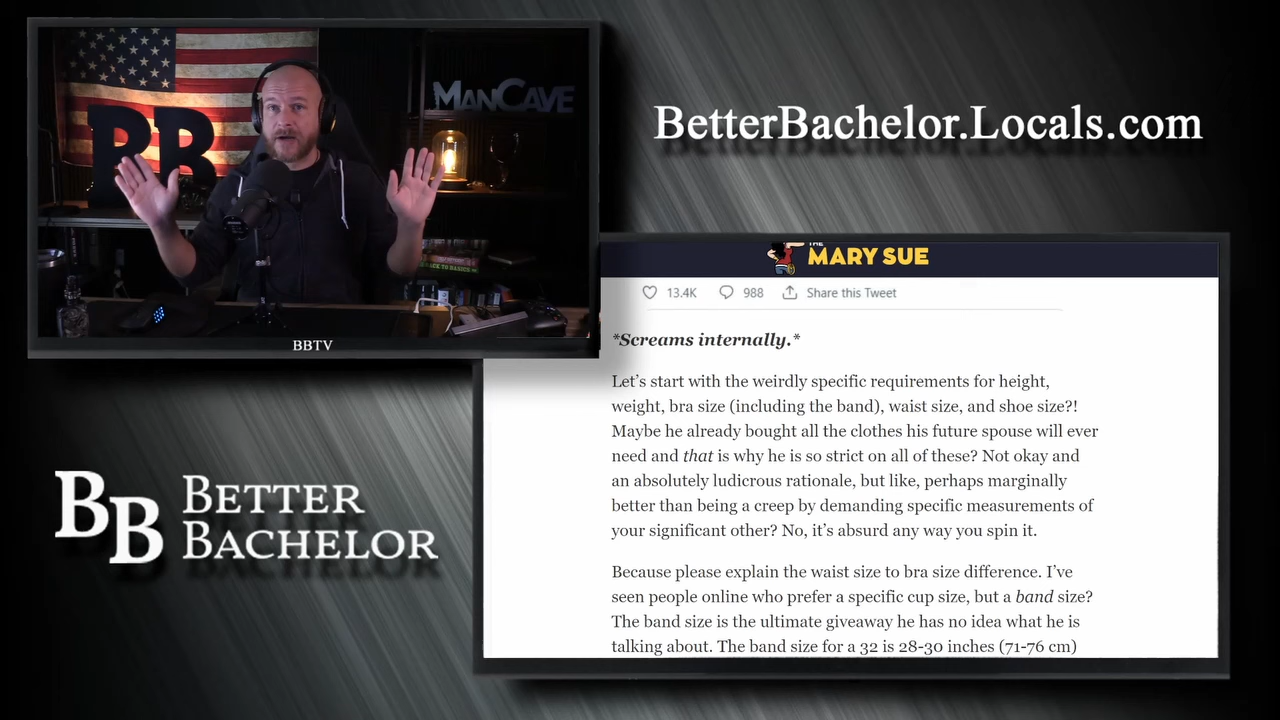 BB
MANCAVE
BACK TO BASICS
BBTV
BetterBachelor.Locals.com
THE
MARY SUE
13.4K 988 Share this Tweet
*Screams internally.*
Let’s start with the weirdly specific requirements for height,
weight, bra size (including the band), waist size, and shoe size?!
Maybe he already bought all the clothes his future spouse will ever
need and that is why he is so strict on all of these? Not okay and
an absolutely ludicrous rationale, but like, perhaps marginally
better than being a creep by demanding specific measurements of
your significant other? No, it’s absurd any way you spin it.
Because please explain the waist size to bra size difference. I’ve
seen people online who prefer a specific cup size, but a band size?
The band size is the ultimate giveaway he has no idea what he is
talking about. The band size for a 32 is 28-30 inches (71-76 cm)
BB
BETTER
BACHELOR